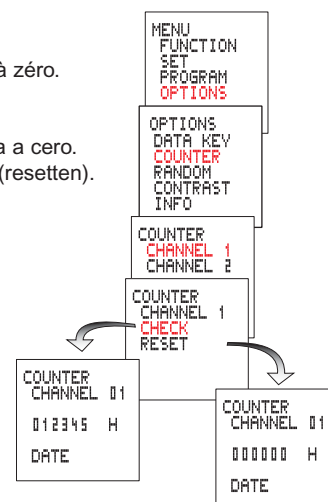 à zéro.
a cero.
(resetten).
MENU
FUNCTION
SET
PROGRAM
OPTIONS
OPTIONS
DATA KEY
COUNTER
RANDOM
CONTRAST
INFO
COUNTER
CHANNEL 1
CHANNEL 2
COUNTER
CHANNEL 1
CHECK
RESET
COUNTER
CHANNEL 01
012345 H
DATE
COUNTER
CHANNEL 01
000000 H
DATE